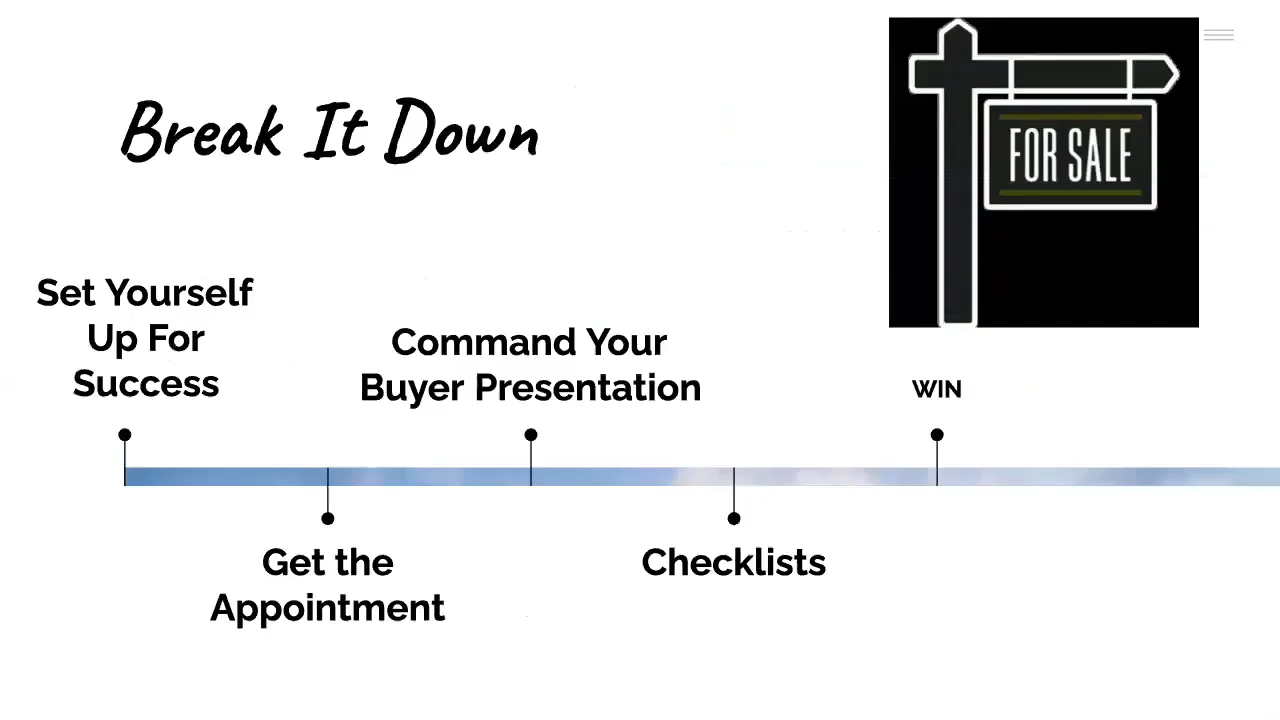 Break It Down
FOR SALE
Set Yourself
Up For
Success
Command Your
Buyer Presentation
WIN
Get the
Appointment
Checklists